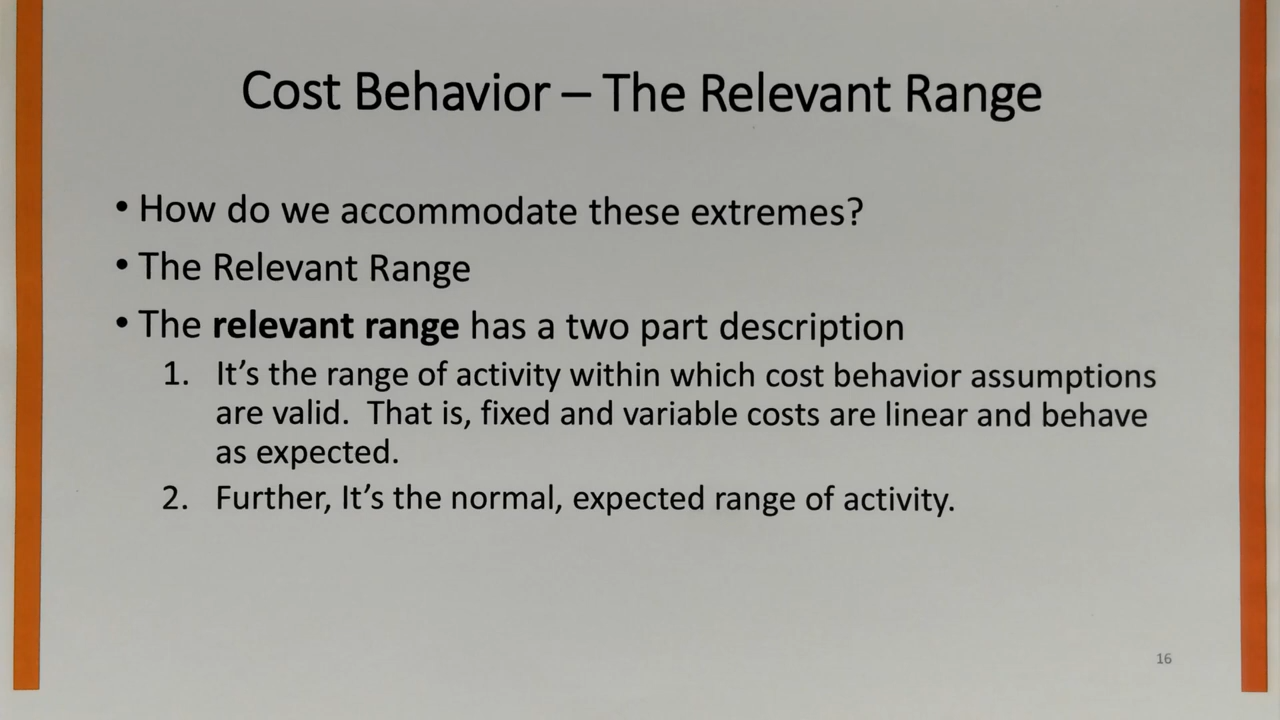 Cost Behavior – The Relevant Range
• How do we accommodate these extremes?
• The Relevant Range
• The relevant range has a two part description
1. It's the range of activity within which cost behavior assumptions
are valid.  That is, fixed and variable costs are linear and behave
as expected.
2. Further, It's the normal, expected range of activity.
16